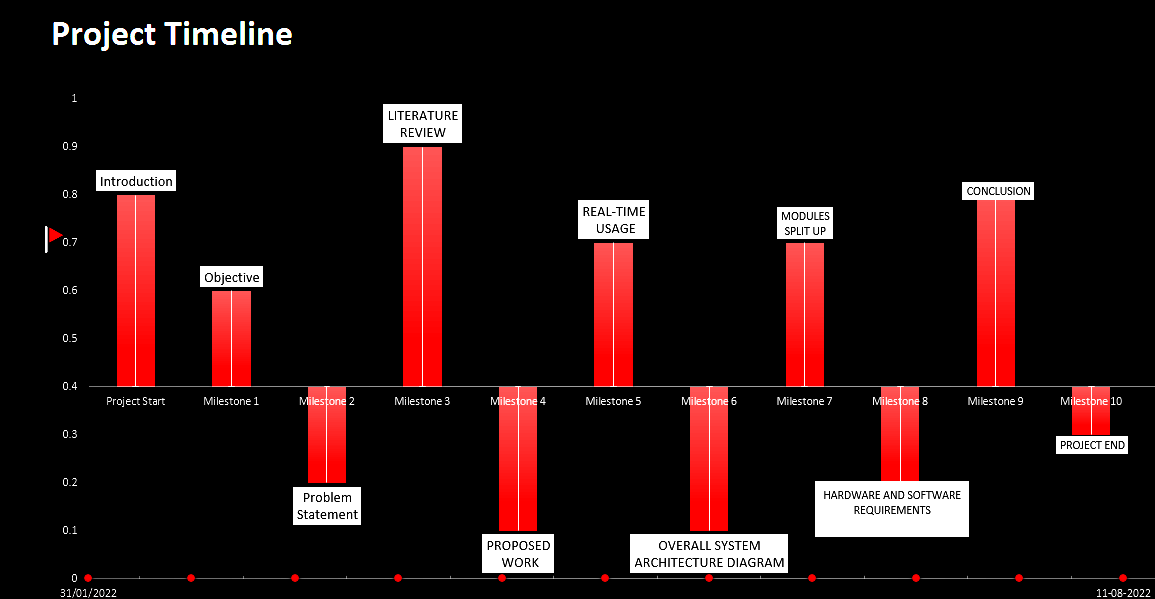 Project Timeline
1
LITERATURE
REVIEW
0.9
Introduction
0.8
CONCLUSION
REAL-TIME
USAGE
MODULES
SPLIT UP
0.7
Objective
0.6
0.5
0.4
Project Start Milestone 1 Milestone 2 Milestone 3 Milestone 4 Milestone 5 Milestone 6 Milestone 7 Milestone 8 Milestone 9 Milestone 10
0.3
PROJECT END
0.2
Problem
Statement
HARDWARE AND SOFTWARE
REQUIREMENTS
0.1
PROPOSED
WORK
OVERALL SYSTEM
ARCHITECTURE DIAGRAM
0
31/01/2022 11-08-2022